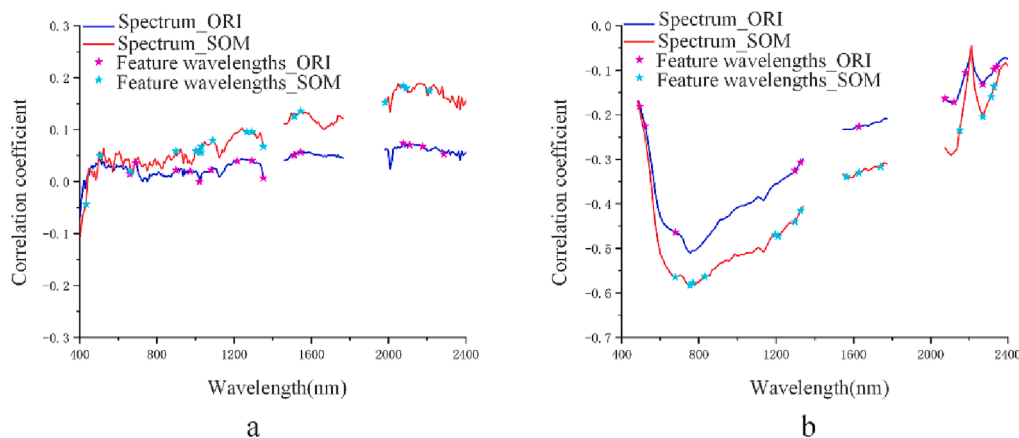 Spectrum_ORI
Spectrum_SOM
Feature wavelengths_ORI
Feature wavelengths_SOM
0.3
0.2
0.1
0.0
-0.1
-0.2
-0.3
Correlation coefficient
400
800
1200
1600
2000
2400
Wavelength(nm)
a
Spectrum_ORI
Spectrum_SOM
Feature wavelengths_ORI
Feature wavelengths_SOM
-0.0
-0.1
-0.2
-0.3
-0.4
-0.5
-0.6
-0.7
Correlation coefficient
400
800
1200
1600
2000
2400
Wavelength(nm)
b